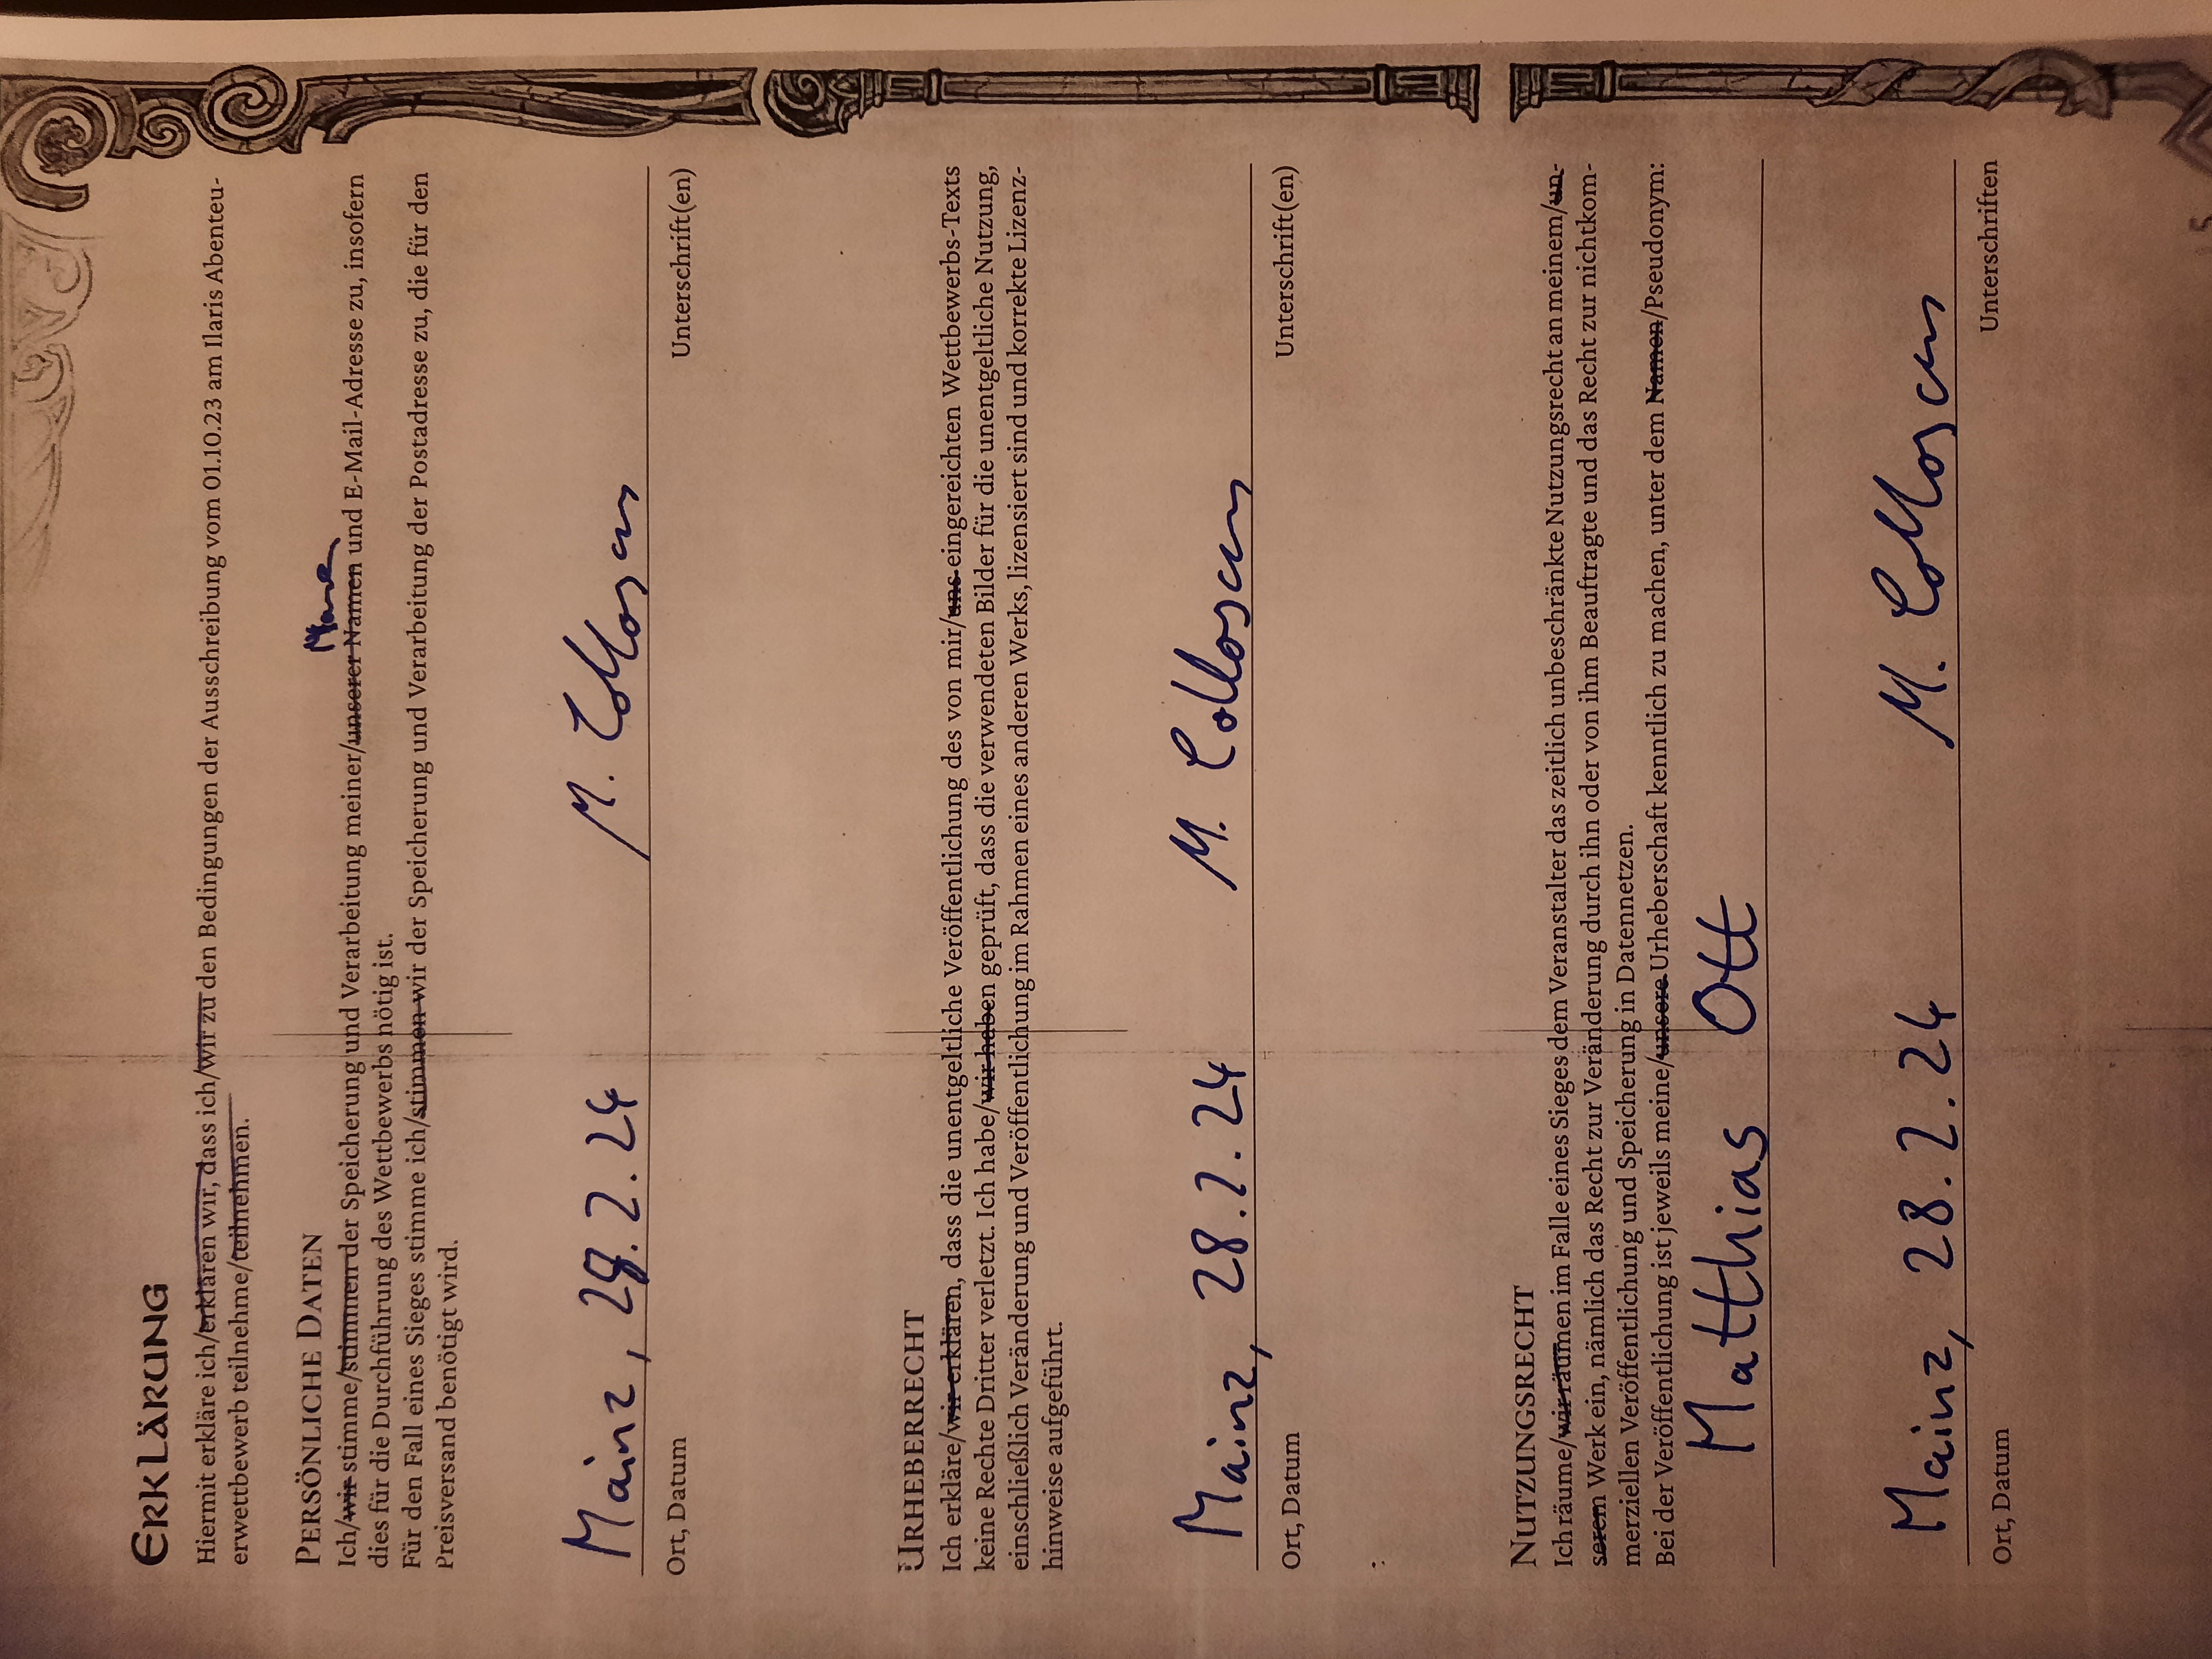 ERKLÄRUNG
Hiermit erkläre ich/erklären wir, dass ich/wir zu den Bedingungen der Ausschreibung vom 01.10.23 am Ilaris Abenteu-
erwettbewerb teilnehme/teilnehmen.
PERSÖNLICHE DATEN
Namen
Ich/wir stimme/stimmen der Speicherung und Verarbeitung meiner/unserer Namen und E-Mail-Adresse zu, insofern
dies für die Durchführung des Wettbewerbs nötig ist.
Für den Fall eines Sieges stimme ich/stimmen wir der Speicherung und Verarbeitung der Postadresse zu, die für den
Preisversand benötigt wird.
Mainz, 28.2.24 M.
Ort, Datum Unterschrift(en)
URHEBERRECHT
Ich erkläre/wir erklären, dass die unentgeltliche Veröffentlichung des von mir/uns eingereichten Wettbewerbs-Texts
keine Rechte Dritter verletzt. Ich habe/wir haben geprüft, dass die verwendeten Bilder für die unentgeltliche Nutzung,
einschließlich Veränderung und Veröffentlichung im Rahmen eines anderen Werks, lizensiert sind und korrekte Lizenz-
hinweise aufgeführt.
Mainz, 28.2.24 M.
Ort, Datum Unterschrift(en)
NUTZUNGSRECHT
Ich räume/wir räumen im Falle eines Sieges dem Veranstalter das zeitlich unbeschränkte Nutzungsrecht an meinem/un-
serem Werk ein, nämlich das Recht zur Veränderung durch ihn oder von ihm Beauftragte und das Recht zur nichtkom-
merziellen Veröffentlichung und Speicherung in Datennetzen.
Bei der Veröffentlichung ist jeweils meine/unsere Urheberschaft kenntlich zu machen, unter dem Namen/Pseudonym:
Matthias Ott
Mainz, 28.2.24 M.
Ort, Datum Unterschriften
5